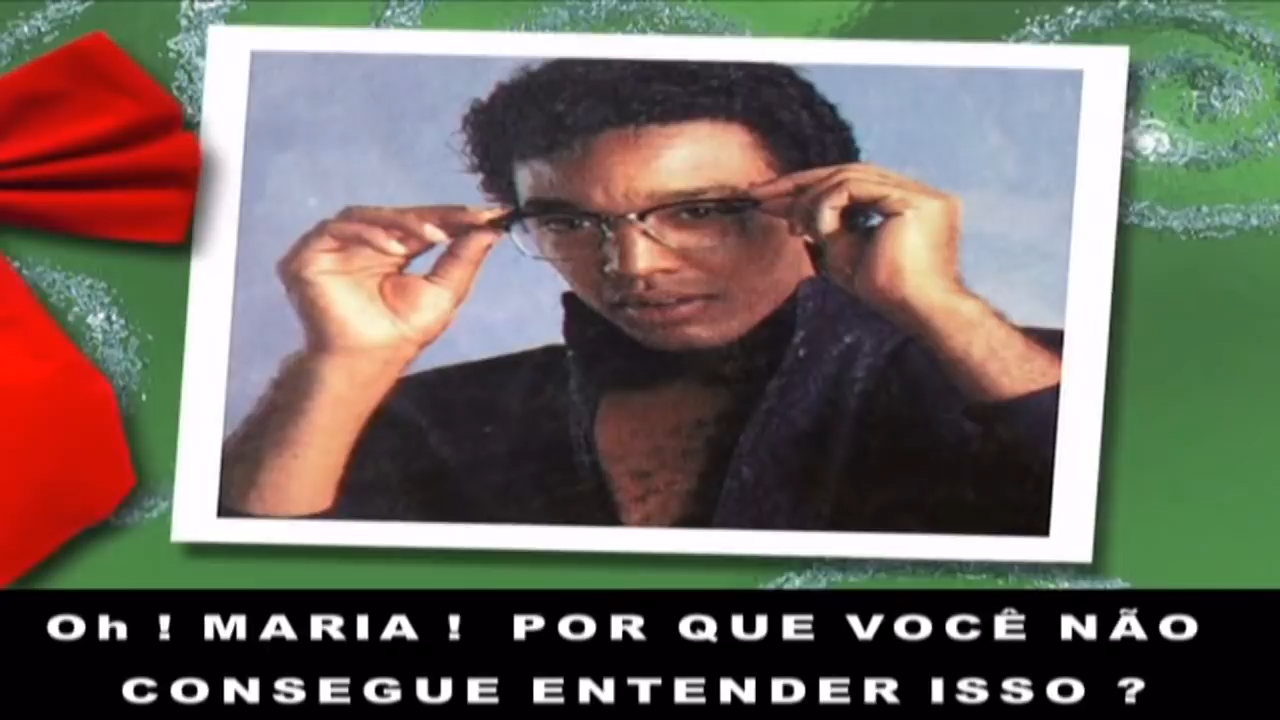 Oh ! MARIA ! POR QUE VOCÊ NÃO
CONSEGUE ENTENDER ISSO ?